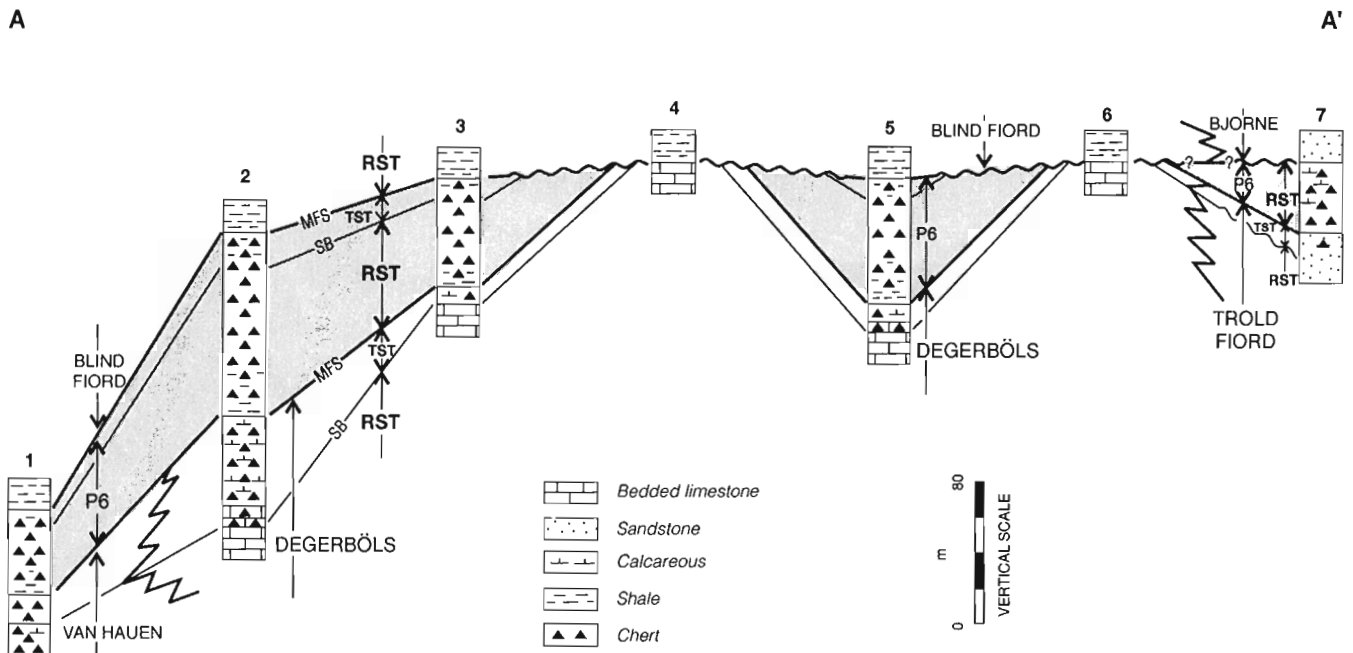 A
A'
4
6
7
3
5
BLIND FIORD
BJORNE
2
RST
? ?
MFS
TST
P6
RST
SB
P6
TST
RST
RST
BLIND
FIORD
MFS
TST
DEGERBÖLS
TROLD
FIORD
SB
RST
1
P6
80
Bedded limestone
Sandstone
DEGERBÖLS
Calcareous
m
VERTICAL SCALE
Shale
0
VAN HAUEN
Chert